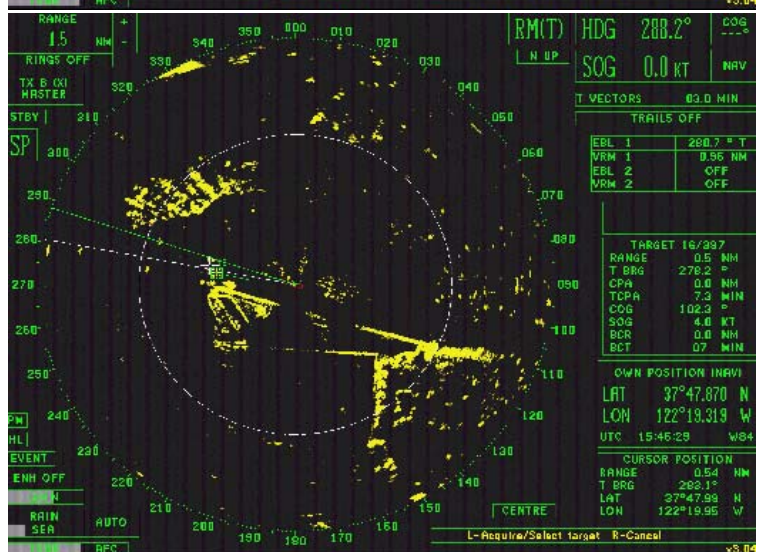 v3.04
RANGE
1.5 NM
+
-
RINGS OFF
TX B (X)
MASTER
STBY
SP
RM(T)
N UP
HDG 288.2°
COG
---°
SOG 0.0 KT
NAV
T VECTORS 03.0 MIN
TRAILS OFF
EBL 1 280.7 ° T
VRM 1 0.96 NM
EBL 2 OFF
VRM 2 OFF
TARGET 16/397
RANGE 0.5 NM
T BRG 278.2 °
CPA 0.0 NM
TCPA 7.3 MIN
COG 102.3 °
SOG 4.0 KT
BCR 0.0 NM
BCT 07 MIN
OWN POSITION (NAV)
LAT 37°47.870 N
LON 122°19.319 W
UTC 15:46:29 W84
CURSOR POSITION
RANGE 0.54 NM
T BRG 283.1°
LAT 37°47.99 N
LON 122°19.95 W
000
010
020
030
040
050
060
070
080
090
100
110
120
130
140
150
160
180
190
200
210
220
230
240
250
260
270
280
290
300
310
320
330
340
PM
HL
EVENT
ENH OFF
RAIN
SEA
AUTO
AFC
CENTRE
L-Acquire/Select target R-Cancel
v3.04